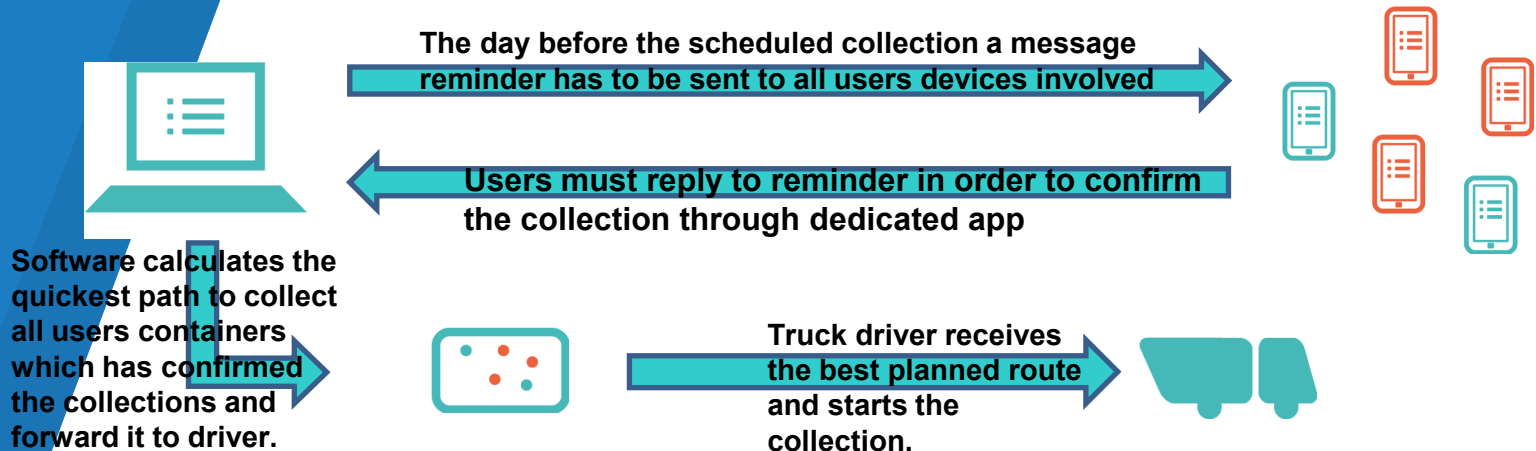 The day before the scheduled collection a message
reminder has to be sent to all users devices involved
Users must reply to reminder in order to confirm
the collection through dedicated app
Software calculates the
quickest path to collect
all users containers
which has confirmed
the collections and
forward it to driver.
Truck driver receives
the best planned route
and starts the
collection.